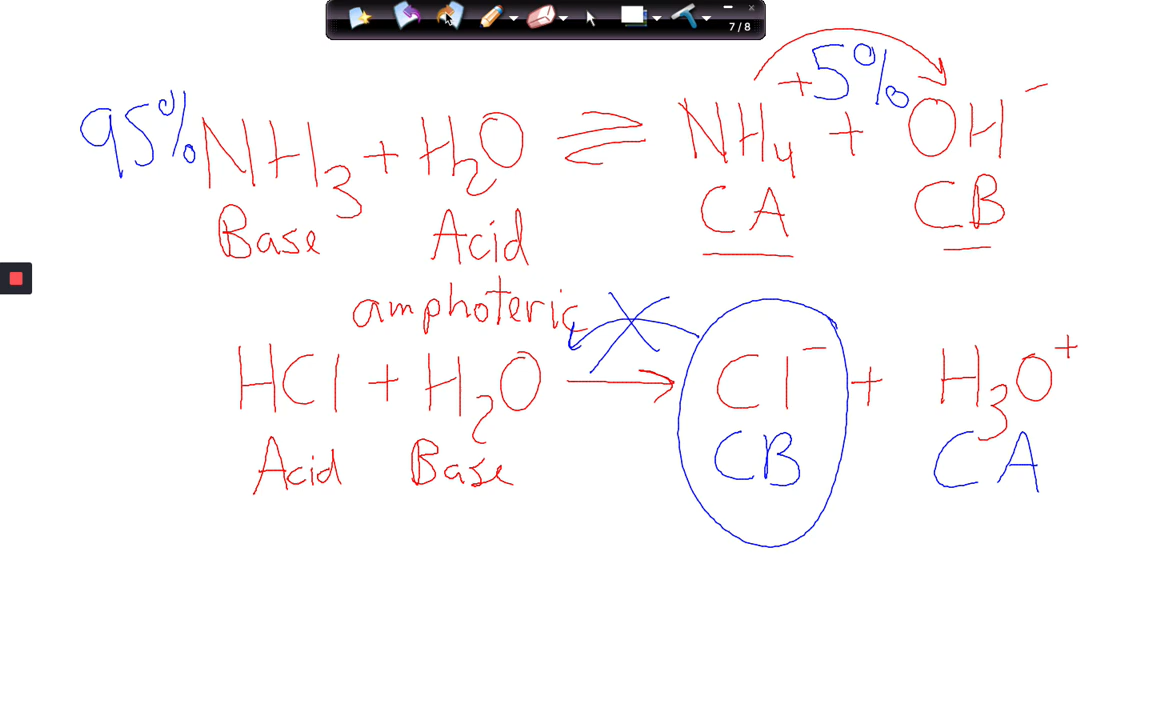 7 / 8
95% NH₃ + H₂O ⇌ NH₄⁺ + OH⁻
5%
Base Acid CA CB
amphoteric
HCl + H₂O → Cl⁻ + H₃O⁺
Acid Base CB CA